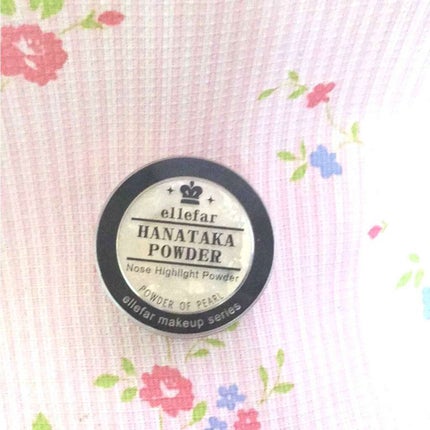 ellefar
HANATAKA
POWDER
Nose Highlight Powder
POWDER OF PEARL
ellefar makeup series